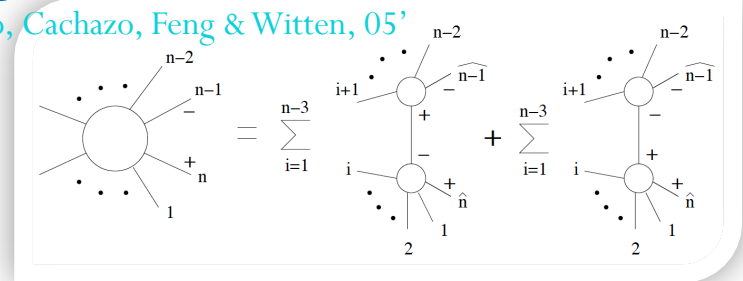 o, Cachazo, Feng & Witten, 05’
n−2
n−1
−
+
n
1
=
n−3
∑
i=1
n−2
n−1
−
i+1
+
−
i
+
n̂
1
2
+
n−3
∑
i=1
n−2
n−1
−
i+1
−
+
i
+
n̂
1
2